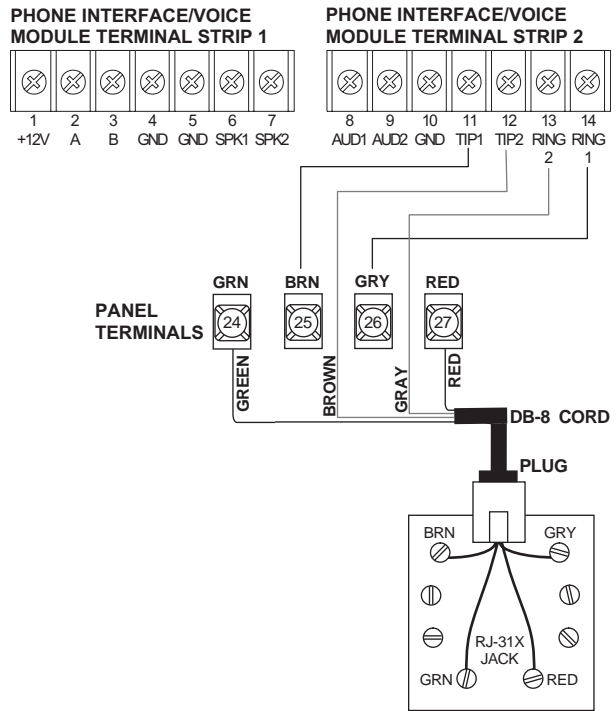 PHONE INTERFACE/VOICE
MODULE TERMINAL STRIP 1
PHONE INTERFACE/VOICE
MODULE TERMINAL STRIP 2
1 2 3 4 5 6 7
+12V A B GND GND SPK1 SPK2
8 9 10 11 12 13 14
AUD1 AUD2 GND TIP1 TIP2 RING RING
2 1
GRN BRN GRY RED
PANEL
TERMINALS
24 25 26 27
GREEN
BROWN
GRAY
RED
DB-8 CORD
PLUG
BRN GRY
RJ-31X
JACK
GRN RED